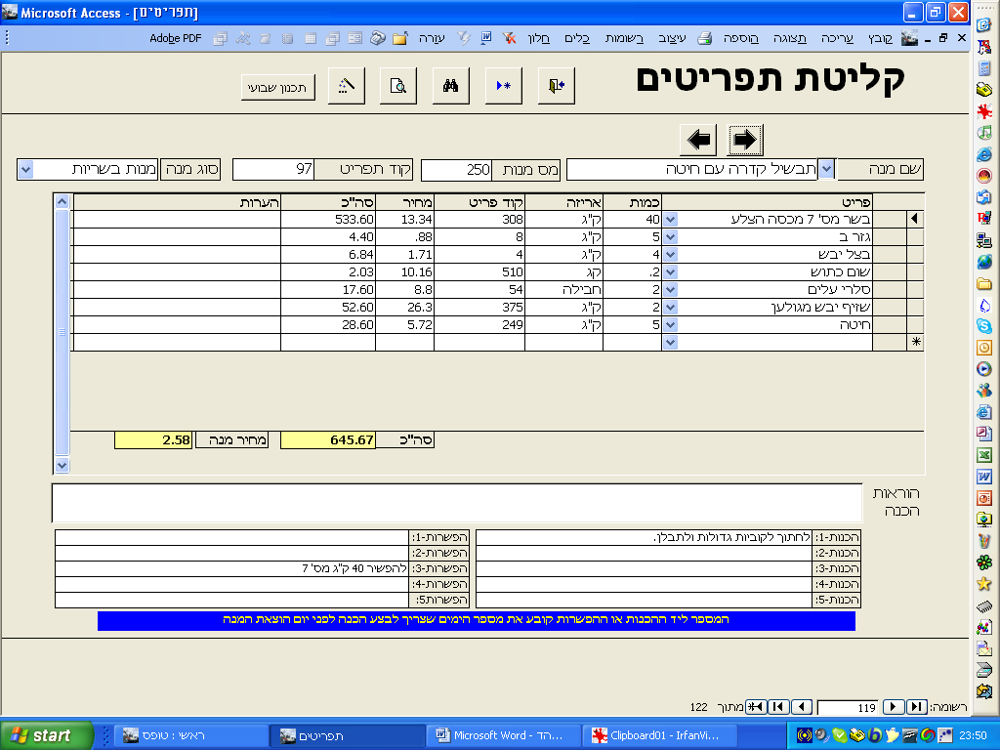 Microsoft Access - [תפריטים]
קובץ עריכה תצוגה הוספה עיצוב רשומות כלים חלון עזרה Adobe PDF
קליטת תפריטים
תכנון שבועי
שם מנה תבשיל קדרה עם חיטה מס מנות 250 קוד תפריט 97 סוג מנה מנות בשריות
פריט כמות אריזה קוד פריט מחיר סה"כ הערות
בשר מס' 7 מכסה הצלע 40 ק"ג 308 13.34 533.60
גזר ב 5 ק"ג 8 .88 4.40
בצל יבש 4 ק"ג 4 1.71 6.84
שום כתוש .2 קג 510 10.16 2.03
סלרי עלים 2 חבילה 54 8.8 17.60
שזיף יבש מגולען 2 ק"ג 375 26.3 52.60
חיטה 5 ק"ג 249 5.72 28.60
סה"כ 645.67 מחיר מנה 2.58
הוראות
הכנה
הכנות-1: לחתוך לקוביות גדולות ולתבלן. הפשרות-1:
הכנות-2: הפשרות-2:
הכנות-3: הפשרות-3: להפשיר 40 ק"ג מס' 7
הכנות-4: הפשרות-4:
הכנות-5: הפשרות5:
המספר ליד ההכנות או ההפשרות קובע את מספר הימים שצריך לבצע הכנה לפני יום הוצאת המנה
רשומה: 119 מתוך 122
start ראשי : טופס תפריטים Microsoft Word - הד... Clipboard01 - IrfanVi... 23:50